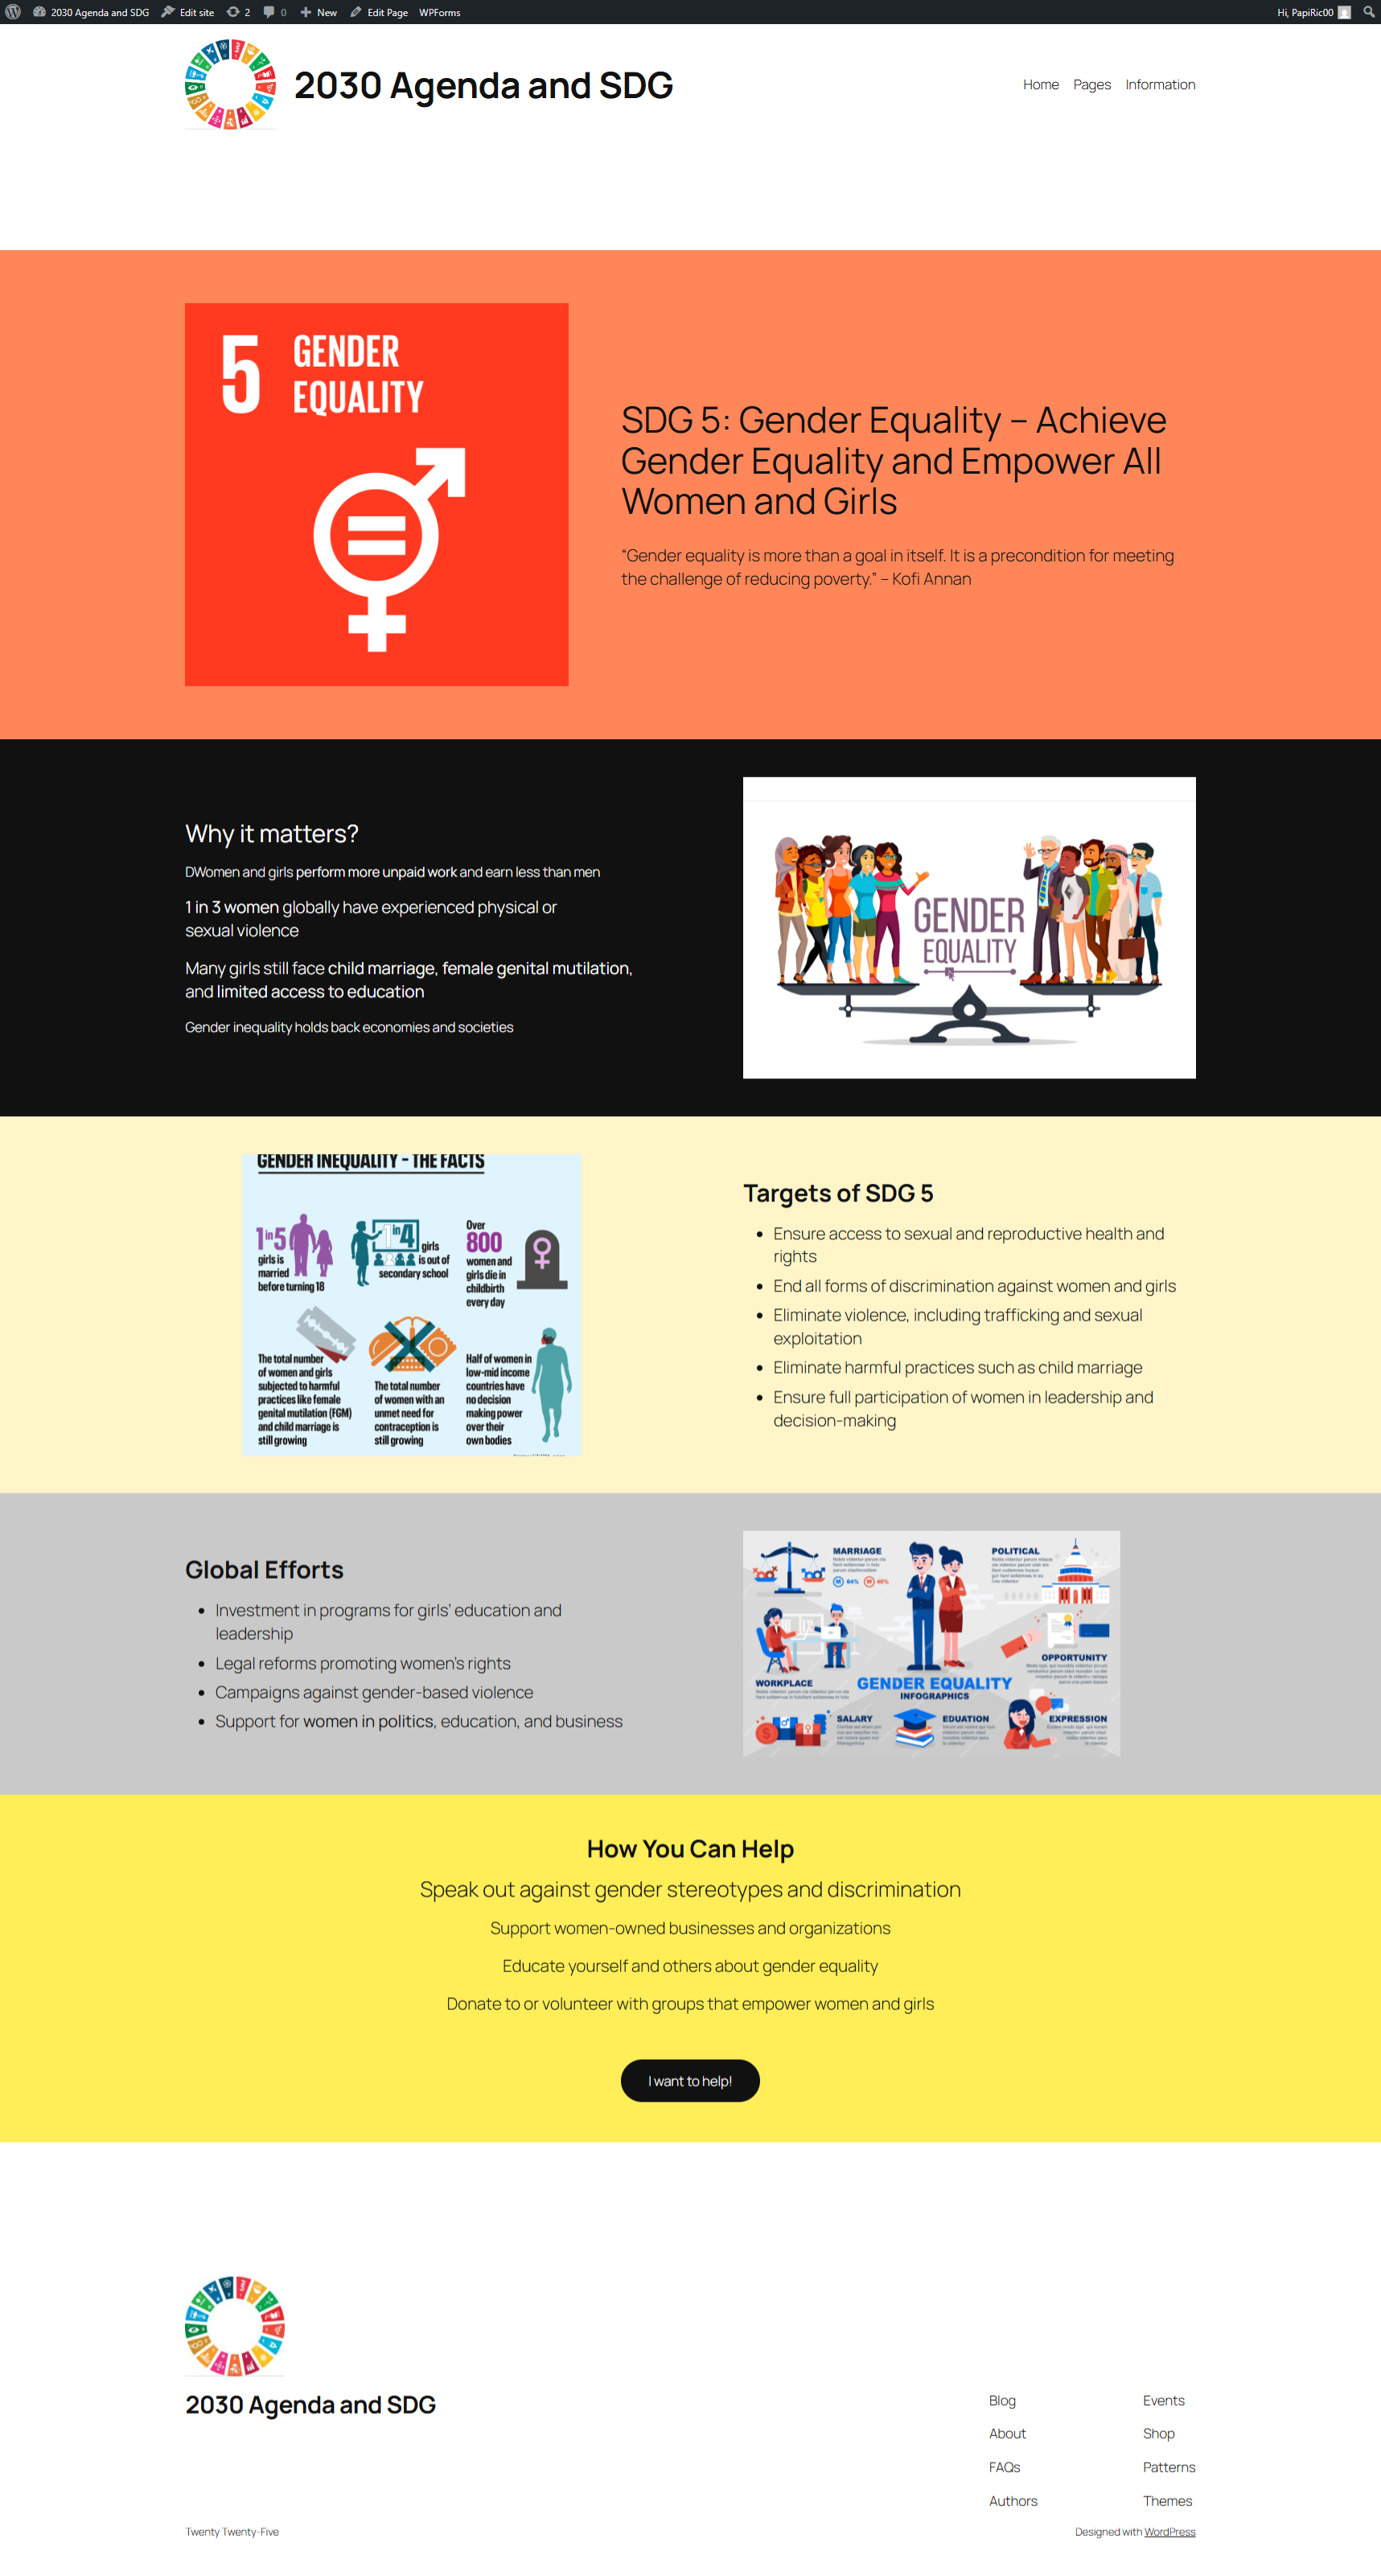 2030 Agenda and SDG Edit site 2 0 New Edit Page WPForms Hi, PapiRic00
2030 Agenda and SDG
Home Pages Information
5 GENDER
EQUALITY
SDG 5: Gender Equality – Achieve
Gender Equality and Empower All
Women and Girls
“Gender equality is more than a goal in itself. It is a precondition for meeting
the challenge of reducing poverty.” – Kofi Annan
Why it matters?
DWomen and girls perform more unpaid work and earn less than men
1 in 3 women globally have experienced physical or
sexual violence
Many girls still face child marriage, female genital mutilation,
and limited access to education
Gender inequality holds back economies and societies
GENDER
EQUALITY
GENDER INEQUALITY - THE FACTS
1in5
girls is
married
before turning 18
1in4
girls
is out of
secondary school
Over
800
women and
girls die in
childbirth
every day
The total number
of women and girls
subjected to harmful
practices like female
genital mutilation (FGM)
and child marriage is
still growing
The total number
of women with an
unmet need for
contraception is
still growing
Half of women in
low-mid income
countries have
no decision
making power
over their
own bodies
Targets of SDG 5
Ensure access to sexual and reproductive health and
rights
End all forms of discrimination against women and girls
Eliminate violence, including trafficking and sexual
exploitation
Eliminate harmful practices such as child marriage
Ensure full participation of women in leadership and
decision-making
Global Efforts
Investment in programs for girls’ education and
leadership
Legal reforms promoting women’s rights
Campaigns against gender-based violence
Support for women in politics, education, and business
MARRIAGE
POLITICAL
WORKPLACE
GENDER EQUALITY
INFOGRAPHICS
OPPORTUNITY
SALARY
EDUATION
EXPRESSION
How You Can Help
Speak out against gender stereotypes and discrimination
Support women-owned businesses and organizations
Educate yourself and others about gender equality
Donate to or volunteer with groups that empower women and girls
I want to help!
2030 Agenda and SDG
Blog
About
FAQs
Authors
Events
Shop
Patterns
Themes
Twenty Twenty-Five
Designed with WordPress